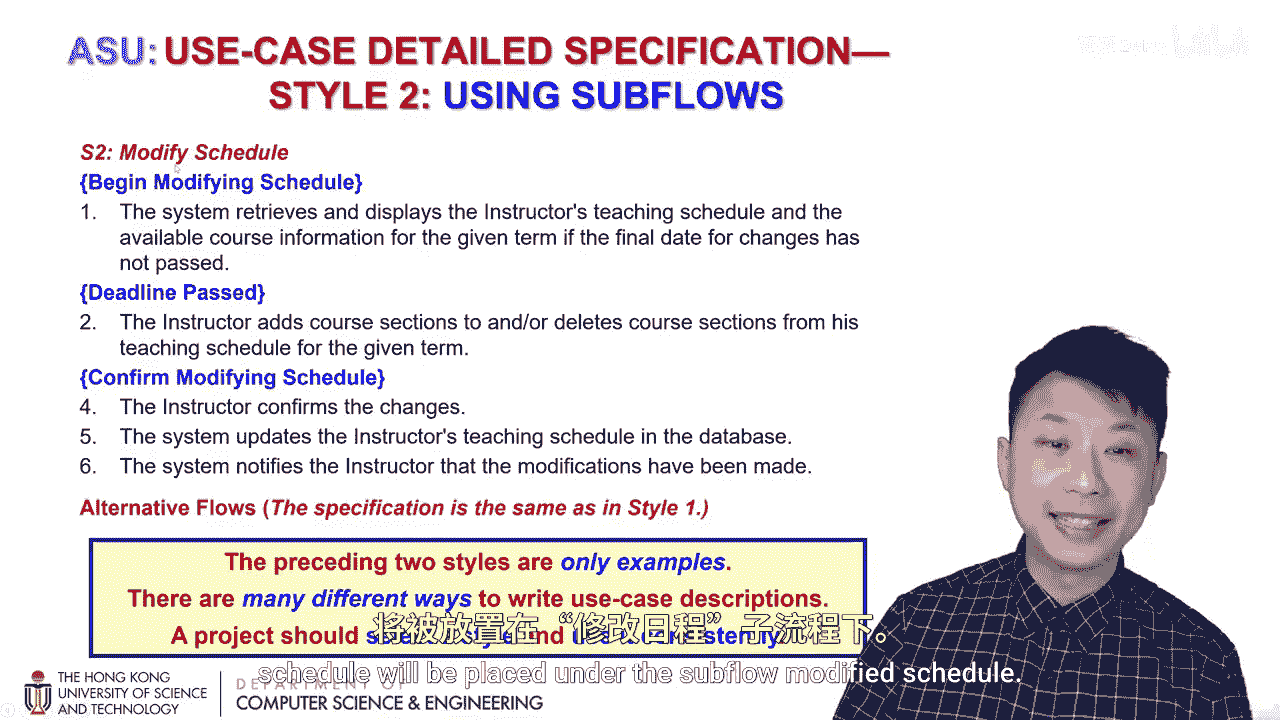 ASU: USE-CASE DETAILED SPECIFICATION—
STYLE 2: USING SUBFLOWS
S2: Modify Schedule
{Begin Modifying Schedule}
1. The system retrieves and displays the Instructor's teaching schedule and the
available course information for the given term if the final date for changes has
not passed.
{Deadline Passed}
2. The Instructor adds course sections to and/or deletes course sections from his
teaching schedule for the given term.
{Confirm Modifying Schedule}
4. The Instructor confirms the changes.
5. The system updates the Instructor's teaching schedule in the database.
6. The system notifies the Instructor that the modifications have been made.
Alternative Flows (The specification is the same as in Style 1.)
The preceding two styles are only examples.
There are many different ways to write use-case descriptions.
A project should
将被放置在“修改日程”子流程下。
schedule will be placed under the subflow modified schedule.
THE HONG KONG
UNIVERSITY OF SCIENCE
AND TECHNOLOGY
DEPARTMENT OF
COMPUTER SCIENCE & ENGINEERING